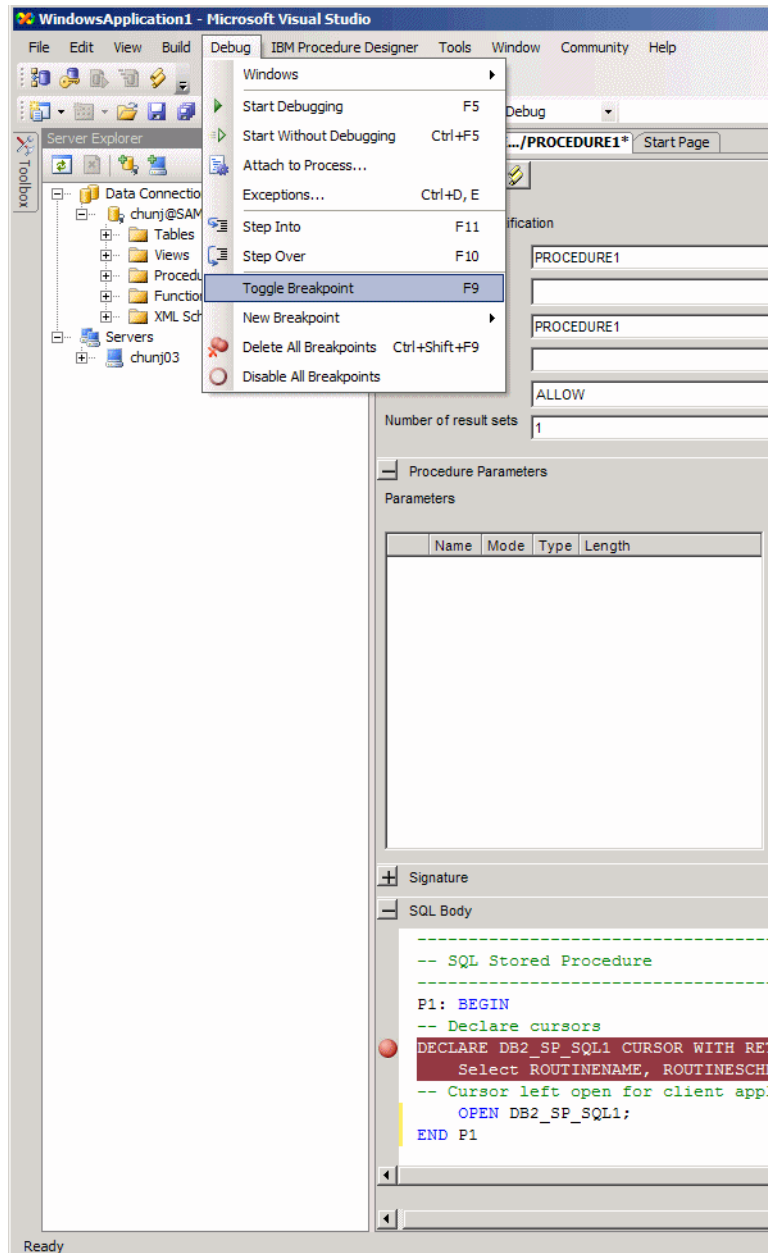 WindowsApplication1 - Microsoft Visual Studio
File Edit View Build Debug IBM Procedure Designer Tools Window Community Help
Windows
Start Debugging F5
Start Without Debugging Ctrl+F5
Attach to Process...
Exceptions... Ctrl+D, E
Step Into F11
Step Over F10
Toggle Breakpoint F9
New Breakpoint
Delete All Breakpoints Ctrl+Shift+F9
Disable All Breakpoints
Debug
Toolbox
Server Explorer
Data Connectio
chunj@SAM
Tables
Views
Procedu
Function
XML Sch
Servers
chunj03
.../PROCEDURE1* Start Page
ification
PROCEDURE1
PROCEDURE1
ALLOW
Number of result sets 1
Procedure Parameters
Parameters
Name Mode Type Length
Signature
SQL Body
-----------------------------------
-- SQL Stored Procedure
-----------------------------------
P1: BEGIN
-- Declare cursors
DECLARE DB2_SP_SQL1 CURSOR WITH RET
Select ROUTINENAME, ROUTINESCHE
-- Cursor left open for client appl
OPEN DB2_SP_SQL1;
END P1
Ready